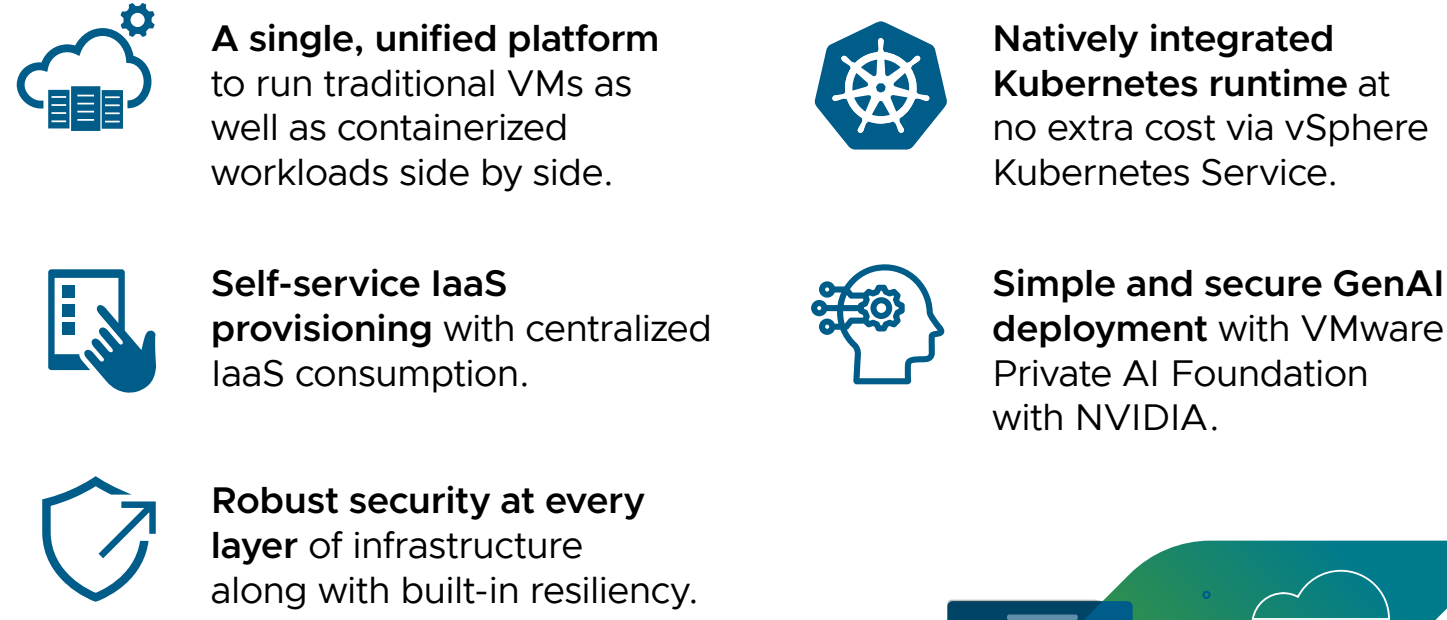 A single, unified platform
to run traditional VMs as
well as containerized
workloads side by side.
Natively integrated
Kubernetes runtime at
no extra cost via vSphere
Kubernetes Service.
Self-service IaaS
provisioning with centralized
IaaS consumption.
Simple and secure GenAI
deployment with VMware
Private AI Foundation
with NVIDIA.
Robust security at every
layer of infrastructure
along with built-in resiliency.